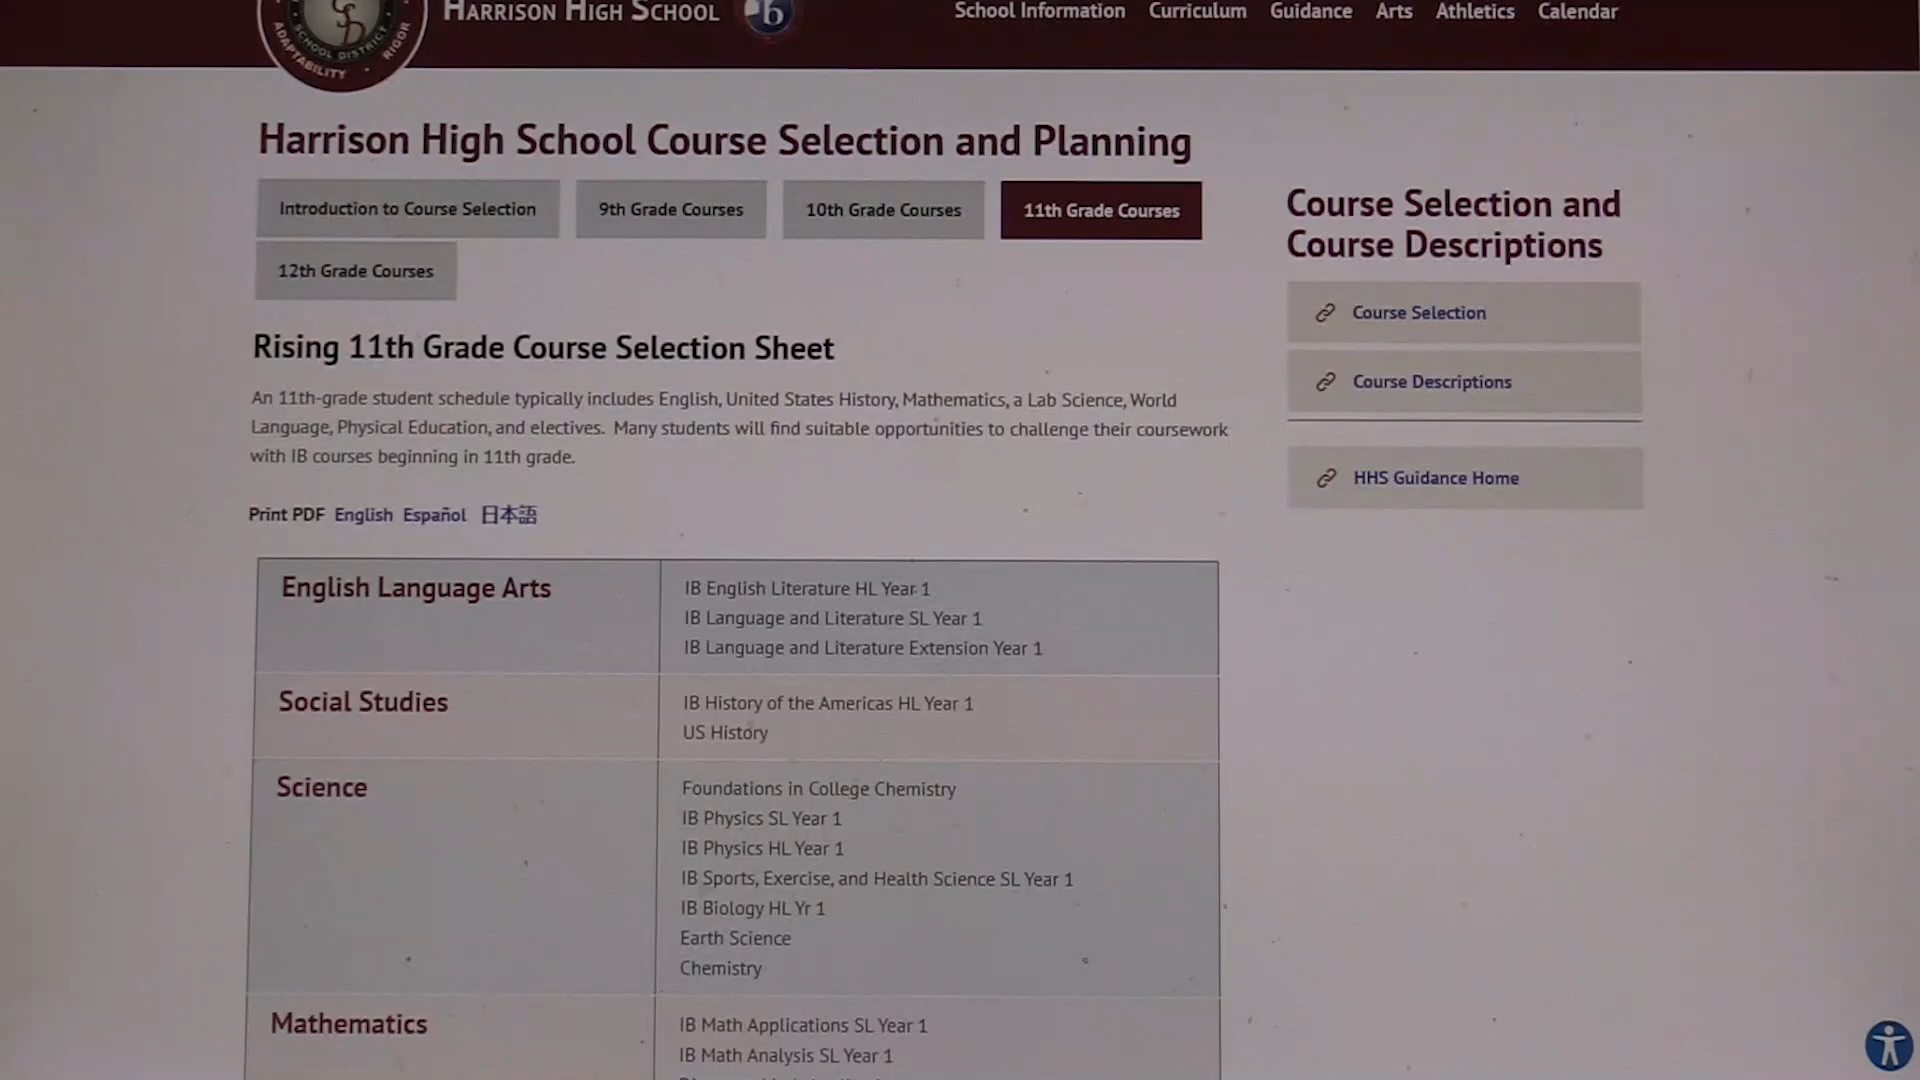 HARRISON HIGH SCHOOL
School Information Curriculum Guidance Arts Athletics Calendar
SCHOOL DISTRICT
ADAPTABILITY • RIGOR
Harrison High School Course Selection and Planning
Introduction to Course Selection 9th Grade Courses 10th Grade Courses 11th Grade Courses
12th Grade Courses
Rising 11th Grade Course Selection Sheet
An 11th-grade student schedule typically includes English, United States History, Mathematics, a Lab Science, World
Language, Physical Education, and electives. Many students will find suitable opportunities to challenge their coursework
with IB courses beginning in 11th grade.
Print PDF English Español 日本語
English Language Arts
IB English Literature HL Year 1
IB Language and Literature SL Year 1
IB Language and Literature Extension Year 1
Social Studies
IB History of the Americas HL Year 1
US History
Science
Foundations in College Chemistry
IB Physics SL Year 1
IB Physics HL Year 1
IB Sports, Exercise, and Health Science SL Year 1
IB Biology HL Yr 1
Earth Science
Chemistry
Mathematics
IB Math Applications SL Year 1
IB Math Analysis SL Year 1
Course Selection and
Course Descriptions
Course Selection
Course Descriptions
HHS Guidance Home